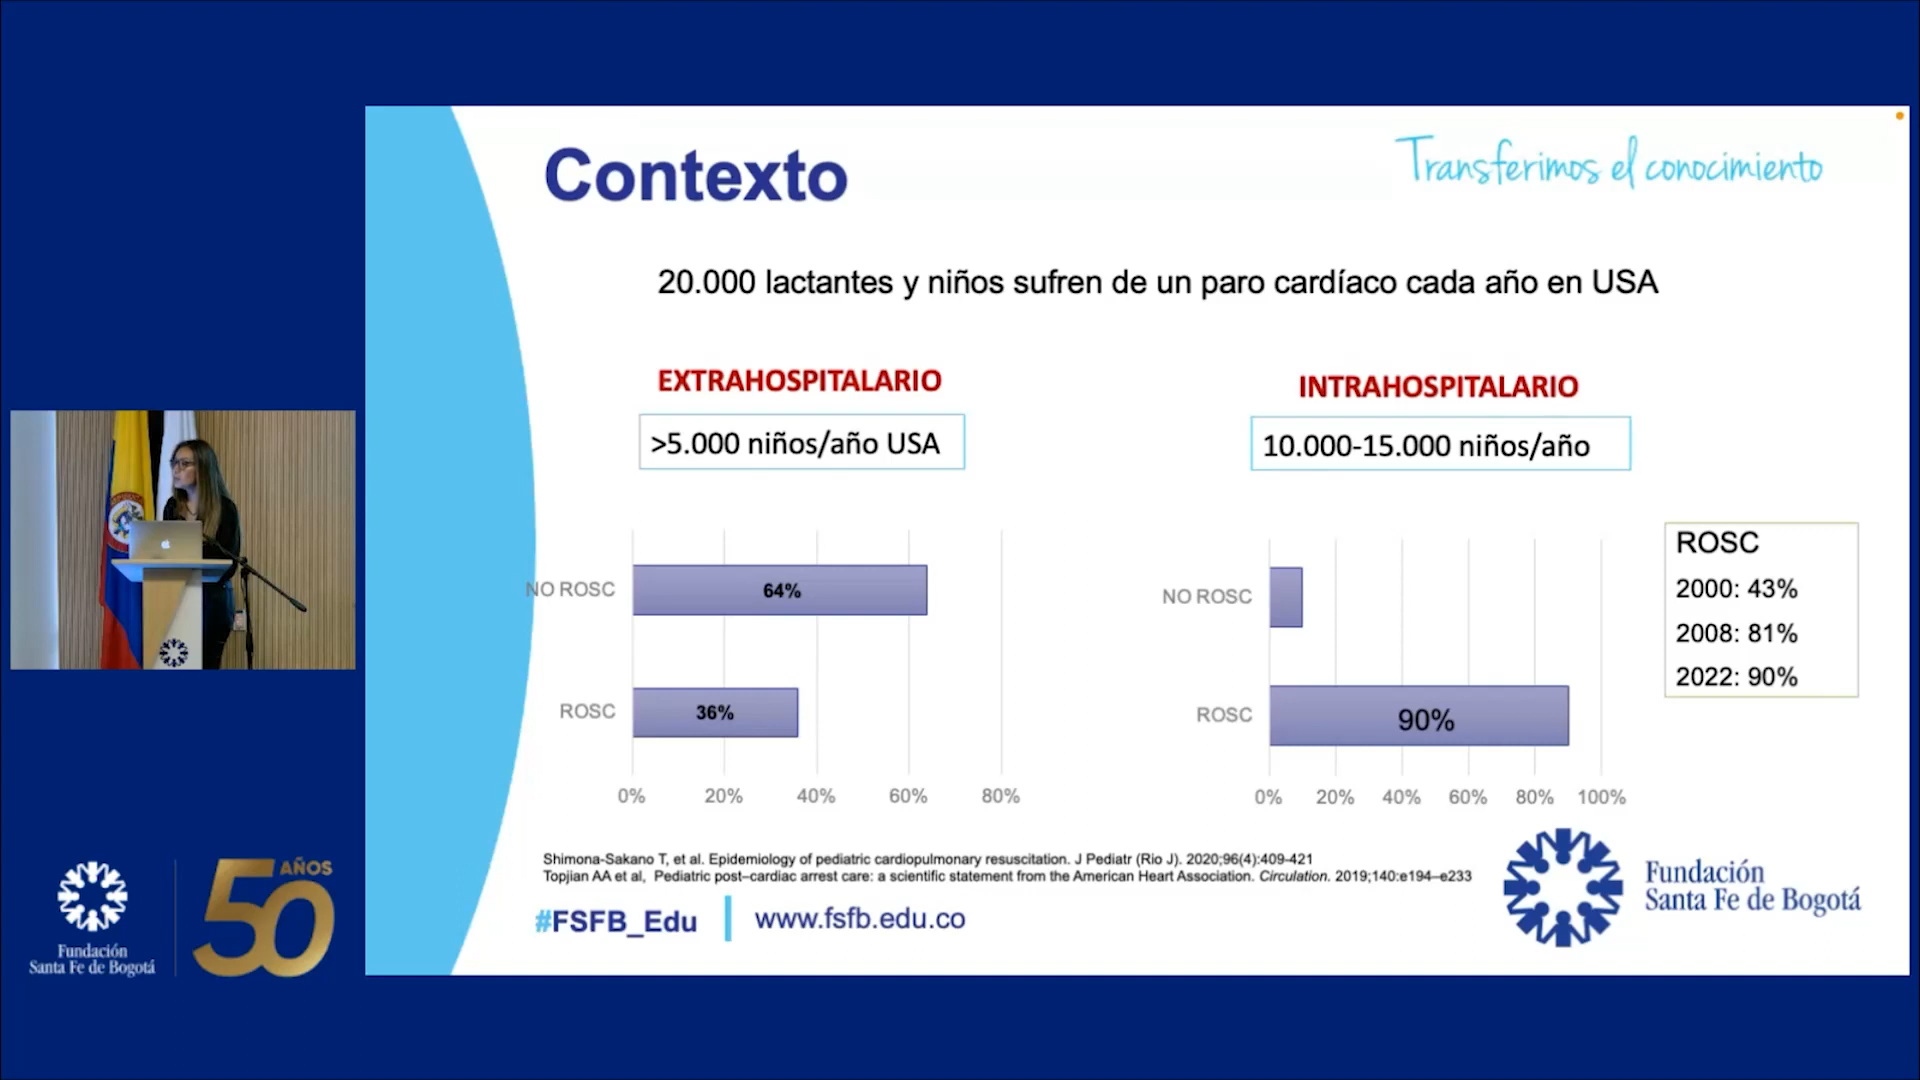 Contexto
Transferimos el conocimiento
20.000 lactantes y niños sufren de un paro cardíaco cada año en USA
EXTRAHOSPITALARIO
>5.000 niños/año USA
NO ROSC
64%
ROSC
36%
0% 20% 40% 60% 80%
INTRAHOSPITALARIO
10.000-15.000 niños/año
NO ROSC
ROSC
90%
0% 20% 40% 60% 80% 100%
ROSC
2000: 43%
2008: 81%
2022: 90%
Shimona-Sakano T, et al. Epidemiology of pediatric cardiopulmonary resuscitation. J Pediatr (Rio J). 2020;96(4):409-421
Topjian AA et al, Pediatric post–cardiac arrest care: a scientific statement from the American Heart Association. Circulation. 2019;140:e194–e233
#FSFB_Edu
www.fsfb.edu.co
Fundación
Santa Fe de Bogotá
Fundación
Santa Fe de Bogotá
50 AÑOS